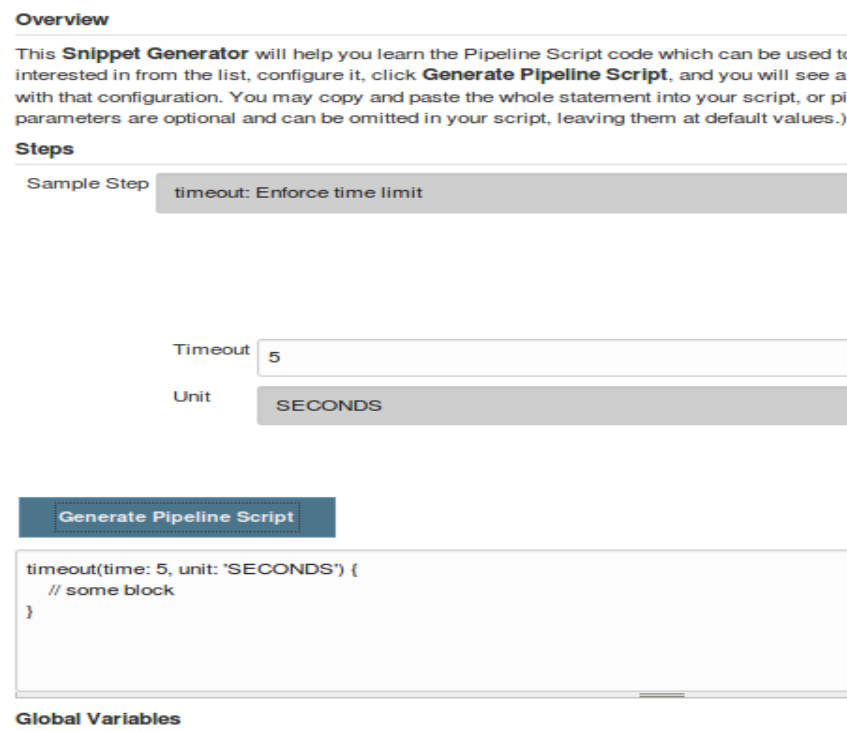 Overview
This Snippet Generator will help you learn the Pipeline Script code which can be used to
interested in from the list, configure it, click Generate Pipeline Script, and you will see a
with that configuration. You may copy and paste the whole statement into your script, or pi
parameters are optional and can be omitted in your script, leaving them at default values.)
Steps
Sample Step
timeout: Enforce time limit
Timeout
5
Unit
SECONDS
Generate Pipeline Script
timeout(time: 5, unit: 'SECONDS') {
// some block
}
Global Variables